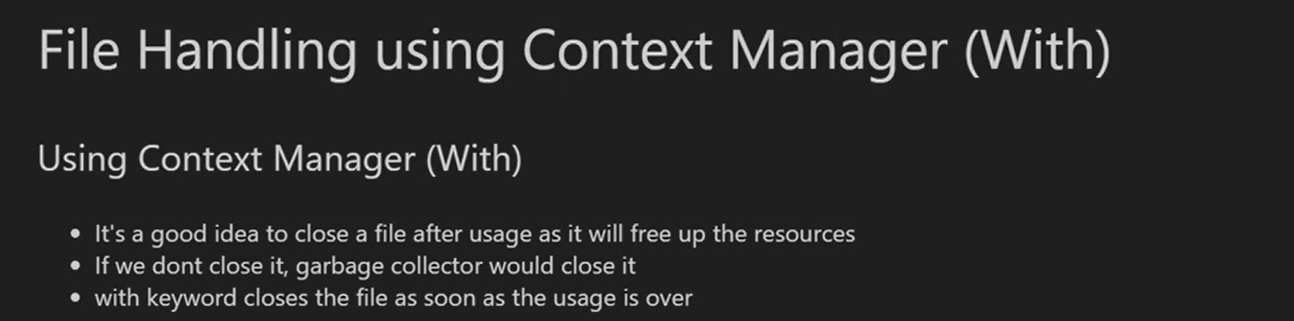 File Handling using Context Manager (With)
Using Context Manager (With)
• It's a good idea to close a file after usage as it will free up the resources
• If we dont close it, garbage collector would close it
• with keyword closes the file as soon as the usage is over